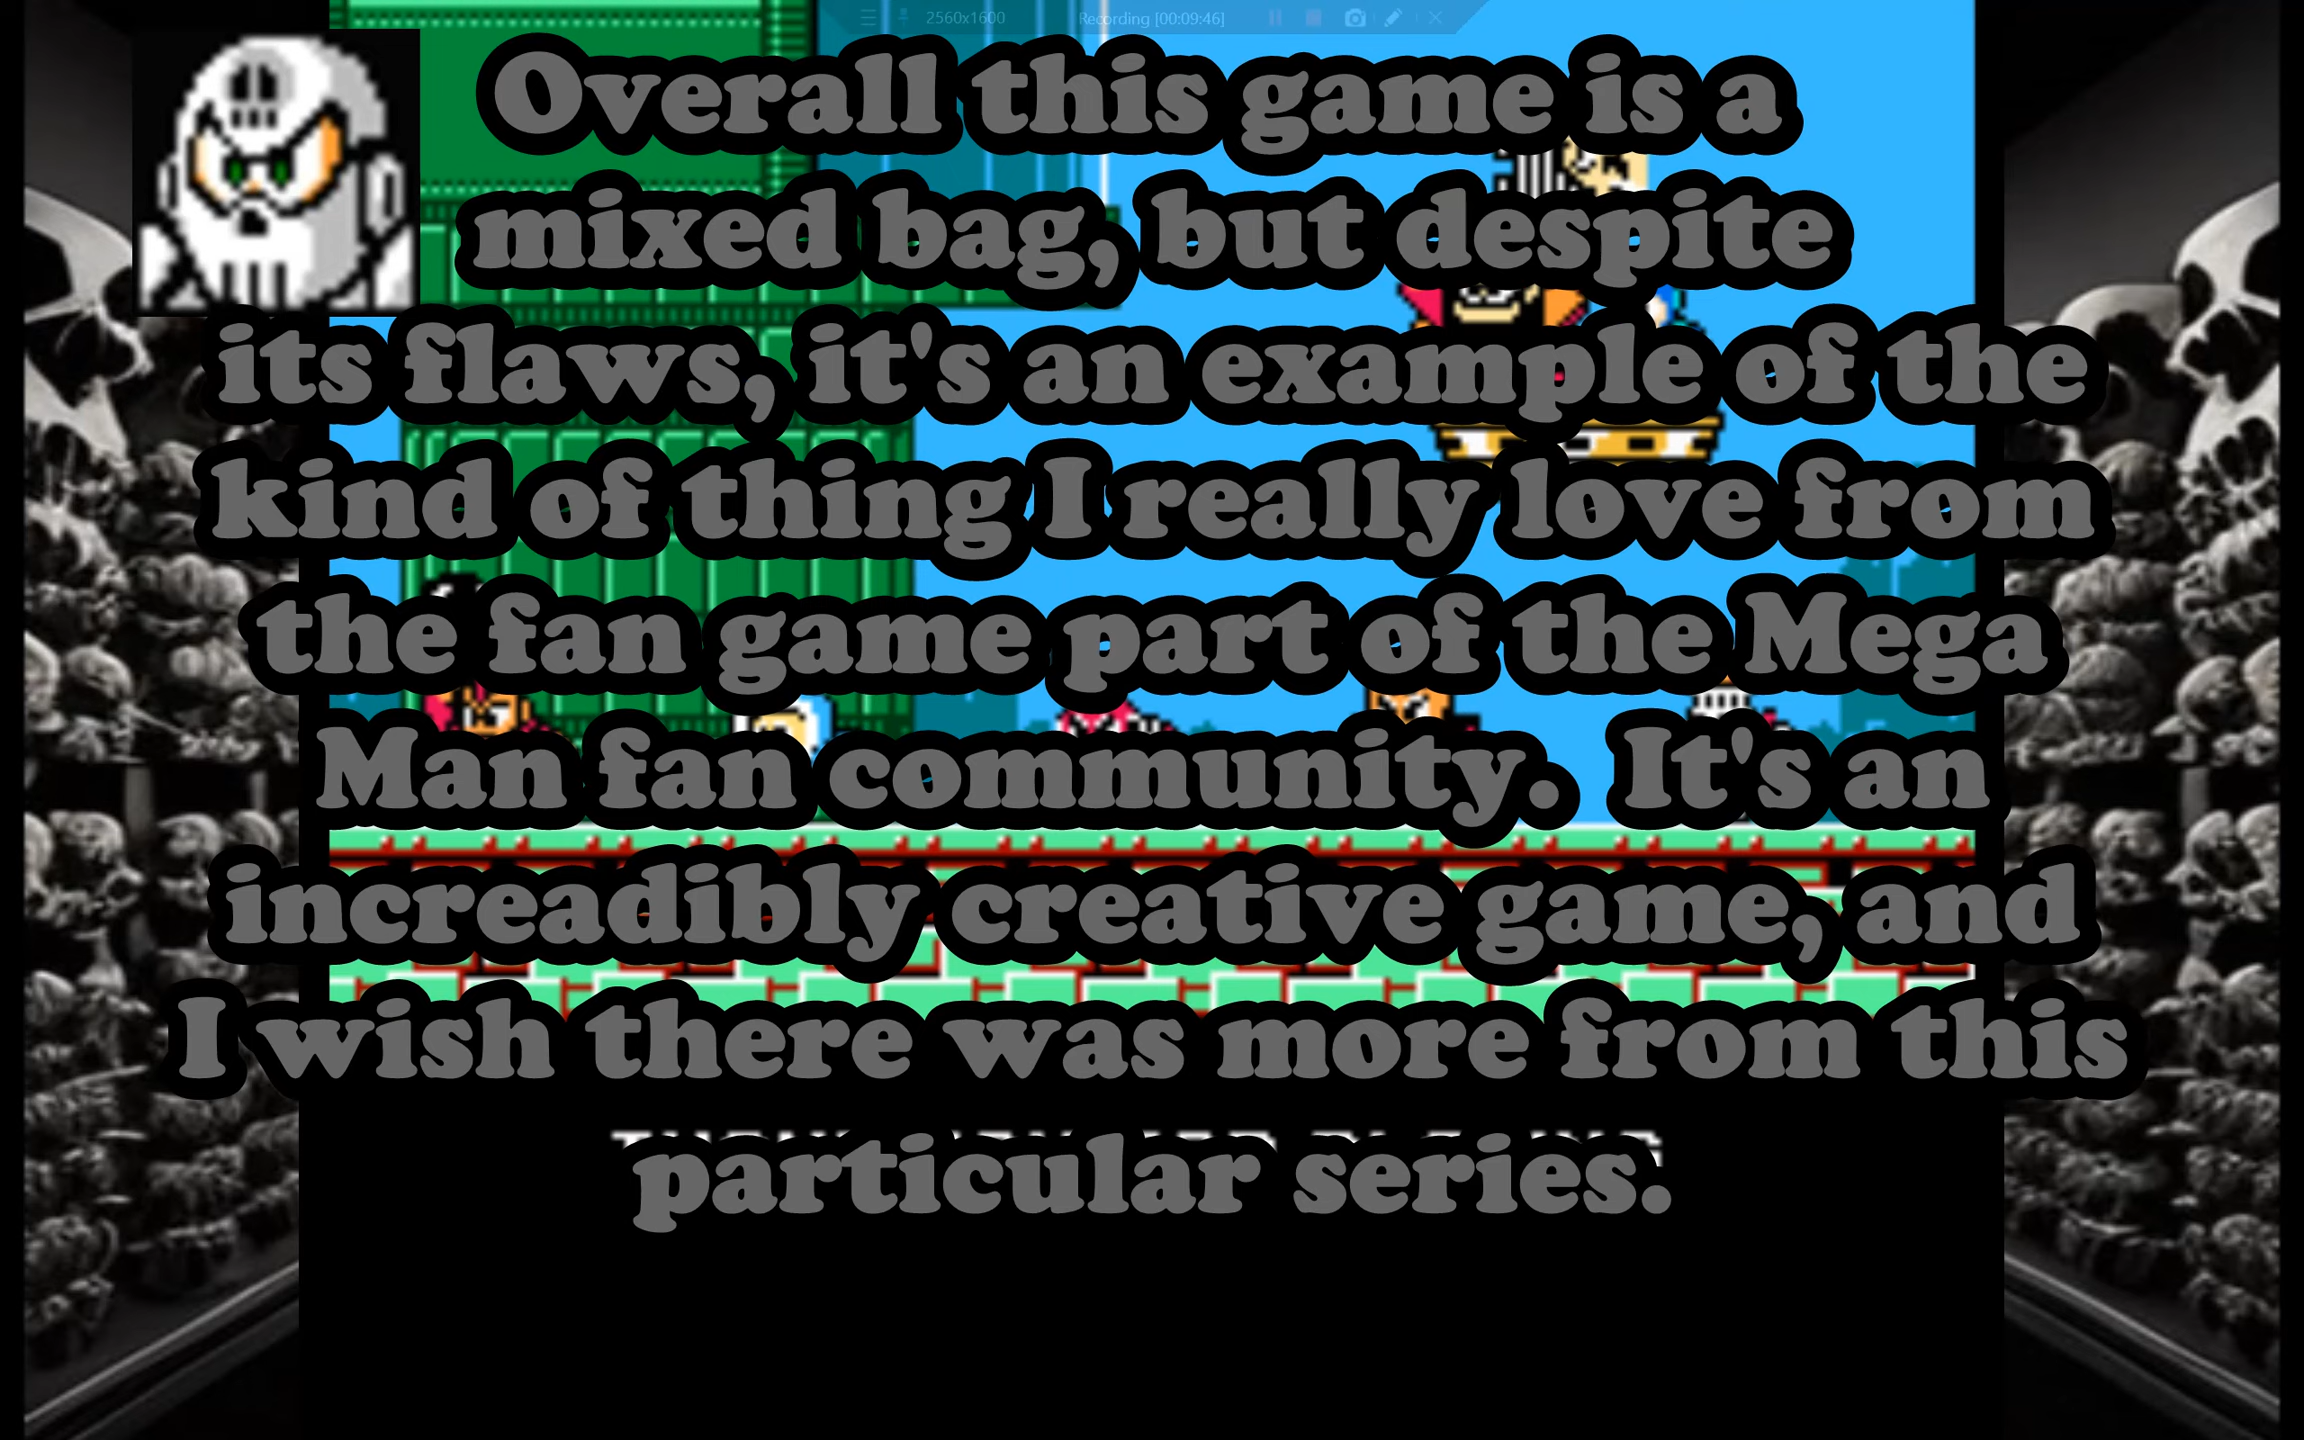 2560x1600 Recording [00:09:46]
Overall this game is a
mixed bag, but despite
its flaws, it's an example of the
kind of thing I really love from
the fan game part of the Mega
Man fan community.  It's an
increadibly creative game, and
I wish there was more from this
particular series.